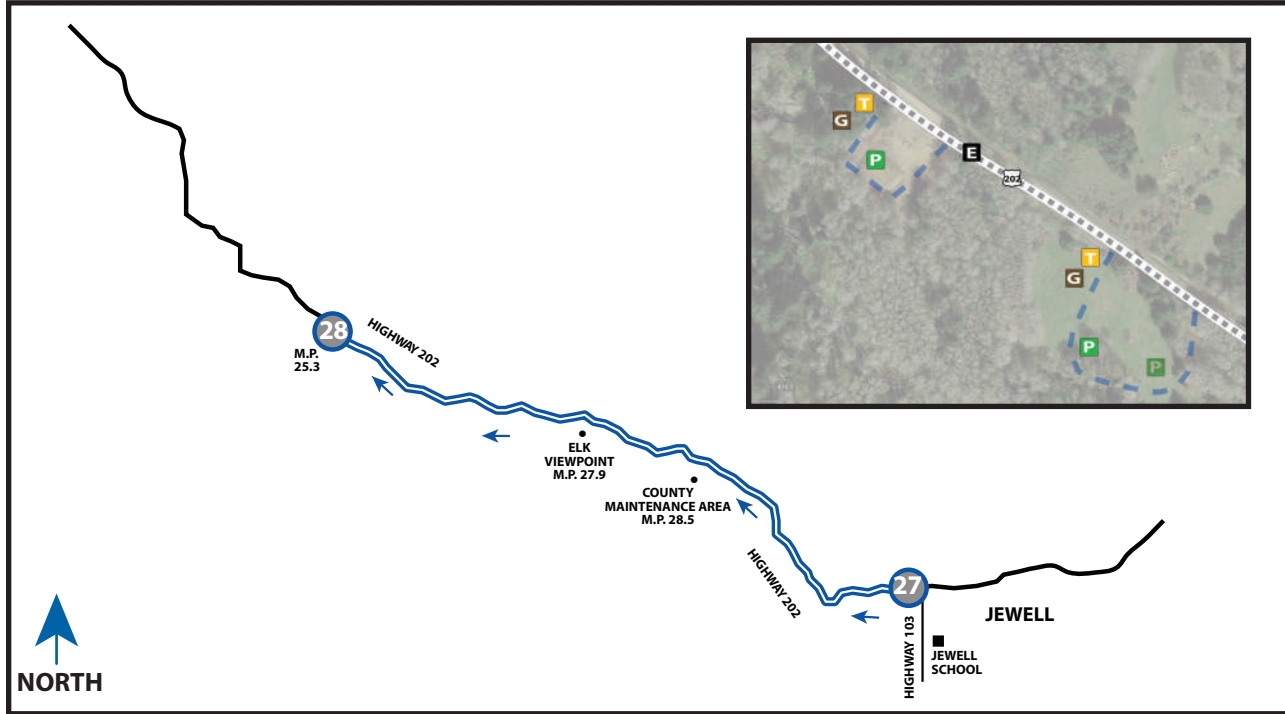 T
G
P
E
202
T
G
P
P
28
HIGHWAY 202
M.P.
25.3
ELK
VIEWPOINT
M.P. 27.9
COUNTY
MAINTENANCE AREA
M.P. 28.5
HIGHWAY 202
27
JEWELL
HIGHWAY 103
JEWELL
SCHOOL
NORTH